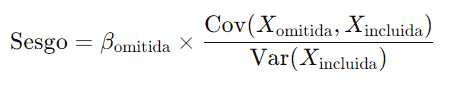 Sesgo = β_omitida × Cov(X_omitida, X_incluida) / Var(X_incluida)